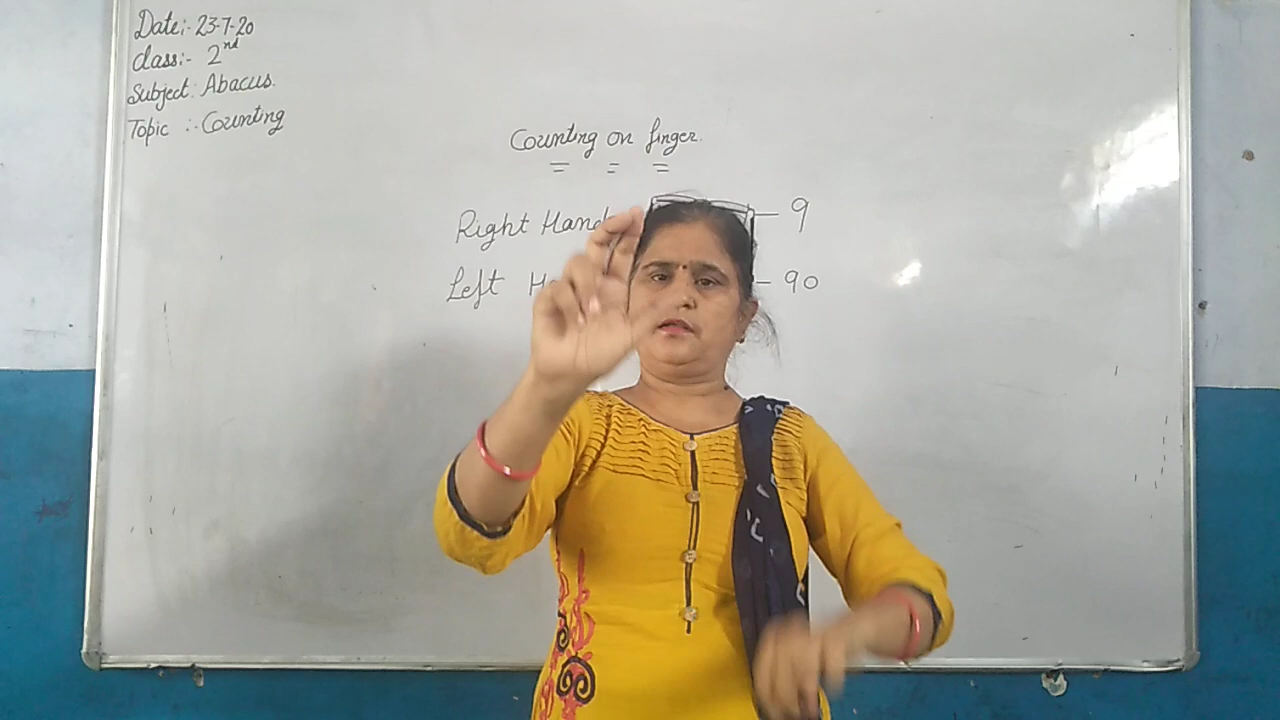 Date:- 23-7-20
Class:- 2nd
Subject: Abacus.
Topic :- Counting
Counting on finger.
Right Hand – 9
Left – 90